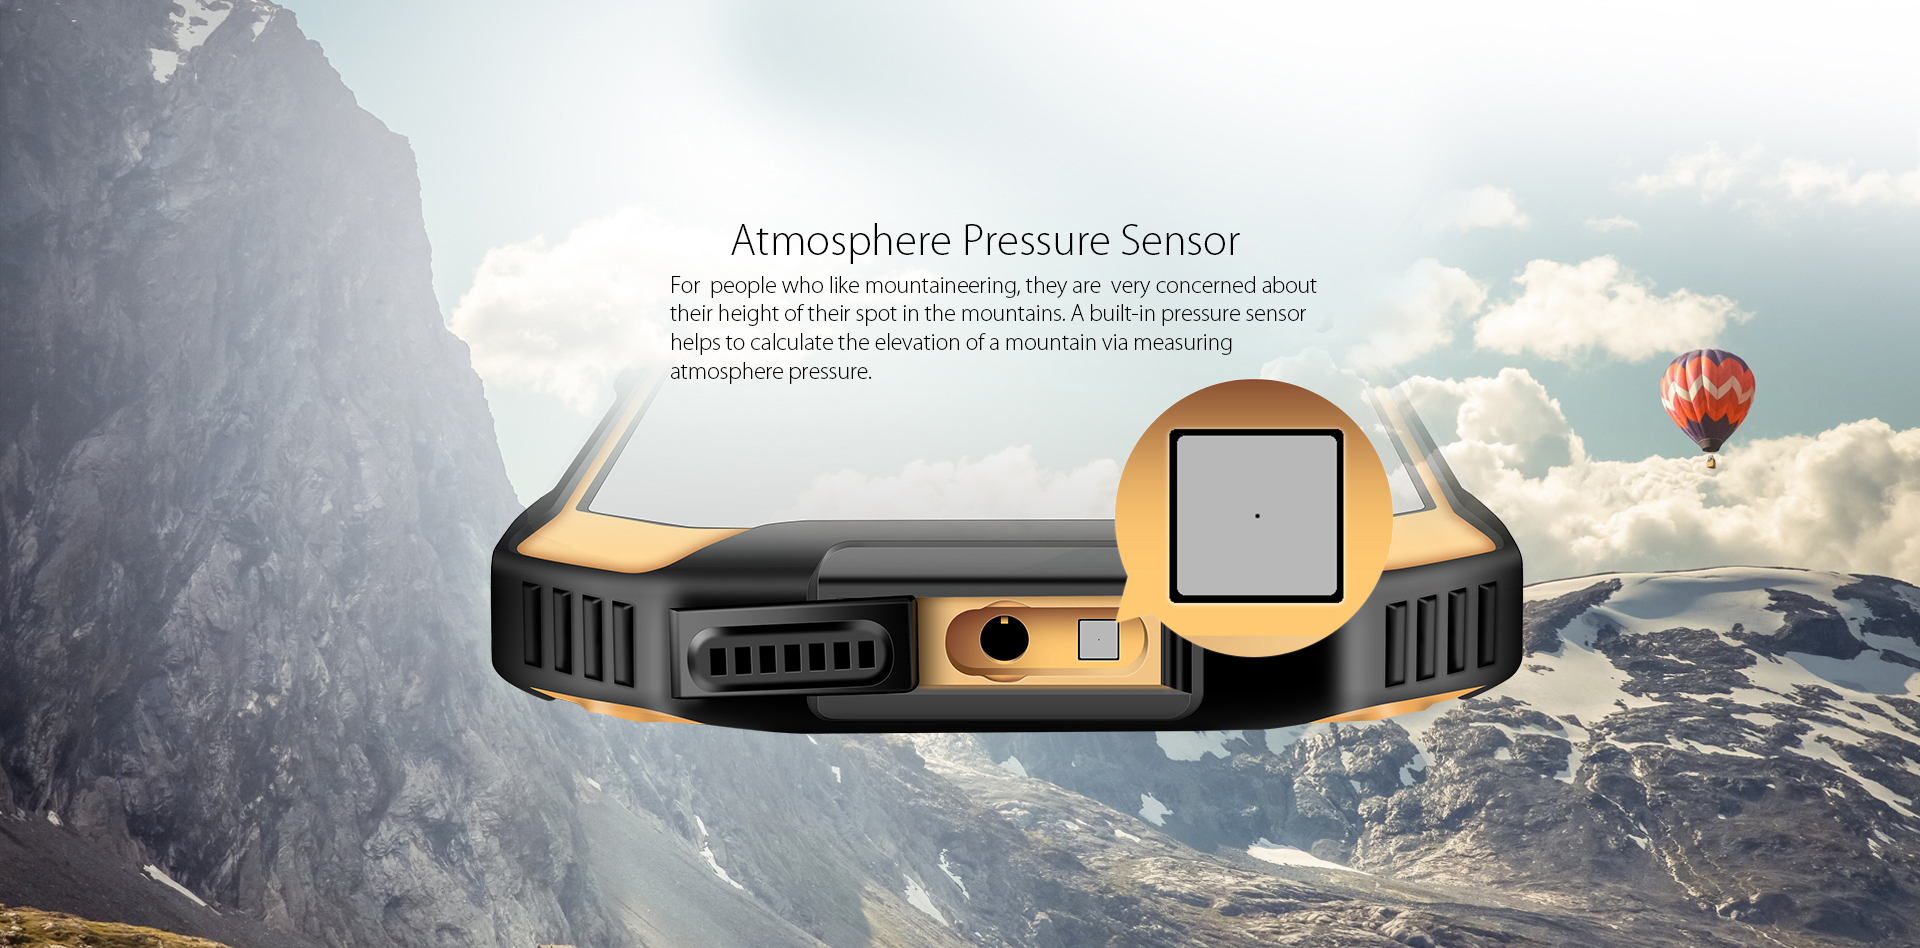 Atmosphere Pressure Sensor
For people who like mountaineering, they are very concerned about
their height of their spot in the mountains. A built-in pressure sensor
helps to calculate the elevation of a mountain via measuring
atmosphere pressure.